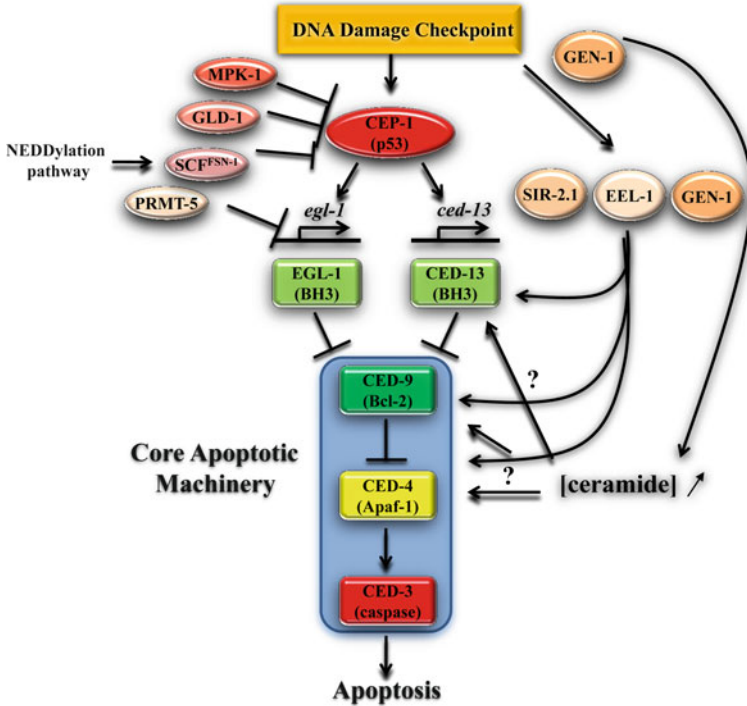 DNA Damage Checkpoint
GEN-1
MPK-1
GLD-1
CEP-1
(p53)
NEDDylation
pathway
SCFFSN-1
PRMT-5
SIR-2.1
EEL-1
GEN-1
egl-1
ced-13
EGL-1
(BH3)
CED-13
(BH3)
CED-9
(Bcl-2)
?
Core Apoptotic
Machinery
CED-4
(Apaf-1)
?
[ceramide]
CED-3
(caspase)
Apoptosis